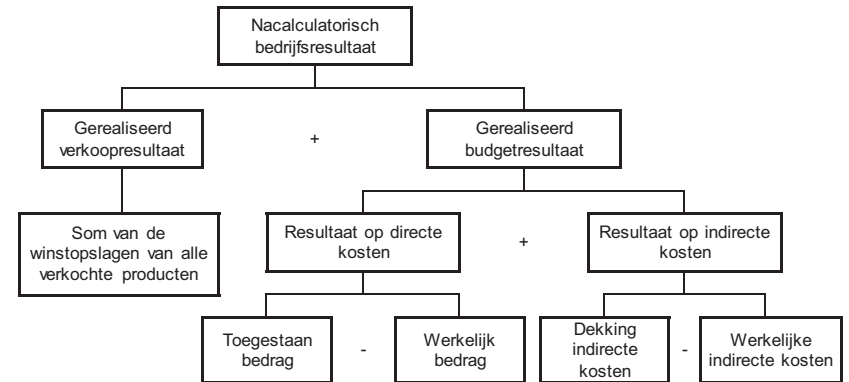 Nacalculatorisch
bedrijfsresultaat
Gerealiseerd
verkoopresultaat
+
Gerealiseerd
budgetresultaat
Som van de
winstopslagen van alle
verkochte producten
Resultaat op directe
kosten
+
Resultaat op indirecte
kosten
Toegestaan
bedrag
-
Werkelijk
bedrag
Dekking
indirecte
kosten
-
Werkelijke
indirecte kosten